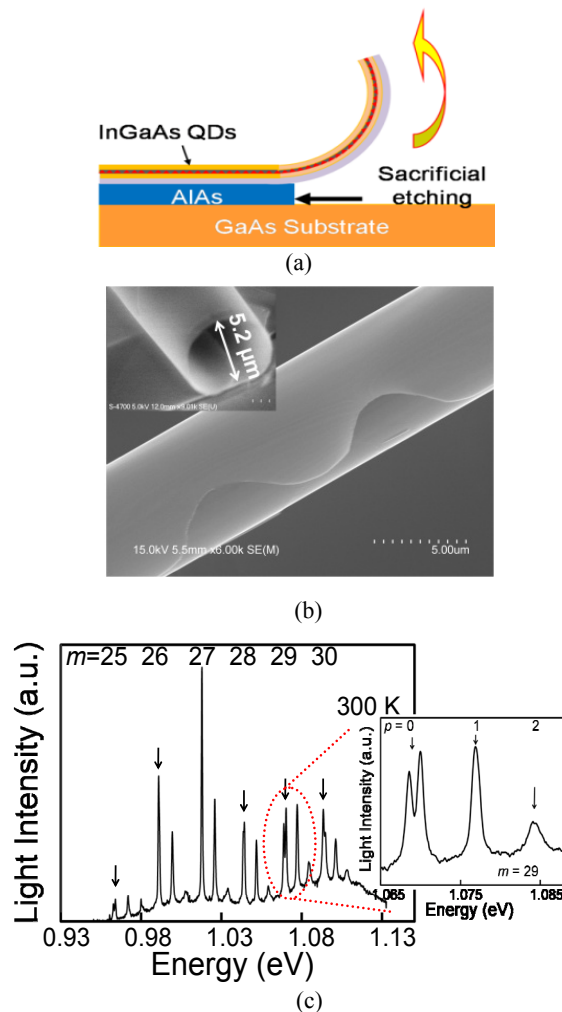 InGaAs QDs
Sacrificial
etching
AlAs
GaAs Substrate
(a)
5.2 µm
15.0kV 5.5mm x6.00k SE(M)
5.00um
(b)
m=25 26 27 28 29 30
300 K
Light Intensity (a.u.)
0.93 0.98 1.03 1.08 1.13
Energy (eV)
p = 0 1 2
Light Intensity (a.u.)
m = 29
1.065 1.075 1.085
Energy (eV)
(c)